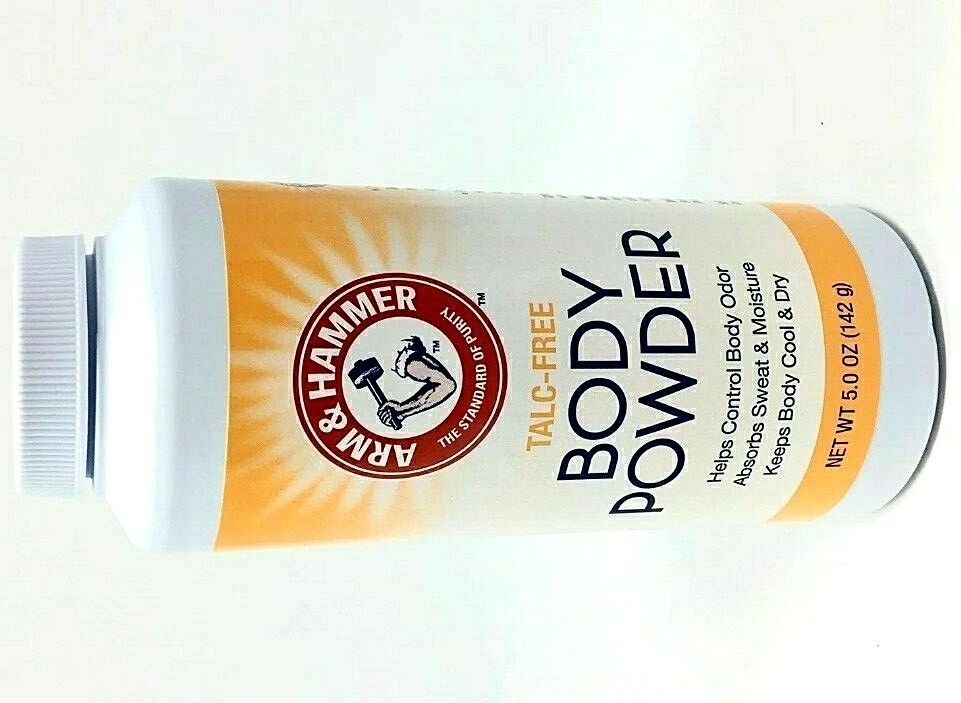 ARM & HAMMER
THE STANDARD OF PURITY
™
™
TALC-FREE
BODY
POWDER
Helps Control Body Odor
Absorbs Sweat & Moisture
Keeps Body Cool & Dry
NET WT 5.0 OZ (142 g)